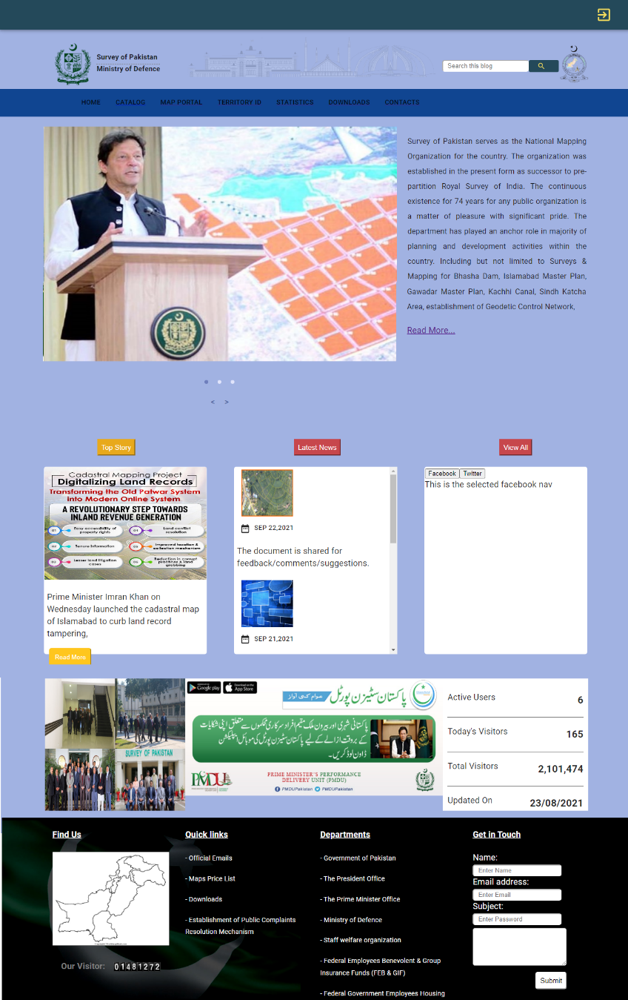 Survey of Pakistan
Ministry of Defence
Search this blog
HOME CATALOG MAP PORTAL TERRITORY ID STATISTICS DOWNLOADS CONTACTS
Survey of Pakistan serves as the National Mapping
Organization for the country. The organization was
established in the present form as successor to pre-
partition Royal Survey of India. The continuous
existence for 74 years for any public organization is
a matter of pleasure with significant pride. The
department has played an anchor role in majority of
planning and development activities within the
country. Including but not limited to Surveys &
Mapping for Bhasha Dam, Islamabad Master Plan,
Gawadar Master Plan, Kachhi Canal, Sindh Katcha
Area, establishment of Geodetic Control Network,
Read More...
< >
Top Story
Cadastral Mapping Project
Digitalizing Land Records
Transforming the Old Patwar System
into Modern Online System
A REVOLUTIONARY STEP TOWARDS
INLAND REVENUE GENERATION
01 Easy accessibility of
property rights
04 Land conflict
resolution
02 Tenure information
05 Improved taxation &
collection mechanism
03 Lesser land litigation
cases
06 Reduction in corrupt
practices & land
grabbing
Prime Minister Imran Khan on
Wednesday launched the cadastral map
of Islamabad to curb land record
tampering,
Read More
Latest News
SEP 22,2021
The document is shared for
feedback/comments/suggestions.
SEP 21,2021
View All
Facebook Twitter
This is the selected facebook nav
SURVEY OF PAKISTAN
Google play
Download on the
App Store
پاکستان سٹیزن پورٹل
عوام کی آواز
پاکستانی شہری اور بیرون ملک مقیم افراد سرکاری محکموں سے متعلق اپنی شکایات
کے بروقت ازالے کے لیے پاکستان سٹیزن پورٹل کی موبائل ایپلیکیشن
ڈاون لوڈ کریں۔
PMDU
PRIME MINISTER'S PERFORMANCE
DELIVERY UNIT (PMDU)
PMDUPakistan PMDUPakistan
Active Users 6
Today's Visitors 165
Total Visitors 2,101,474
Updated On 23/08/2021
Find Us
Our Visitor: 01481272
Quick links
- Official Emails
- Maps Price List
- Downloads
- Establishment of Public Complaints
Resolution Mechanism
Departments
- Government of Pakistan
- The President Office
- The Prime Minister Office
- Ministry of Defence
- Staff welfare organization
- Federal Employees Benevolent & Group
Insurance Funds (FEB & GIF)
- Federal Government Employees Housing
Get in Touch
Name:
Enter Name
Email address:
Enter Email
Subject:
Enter Password
Submit